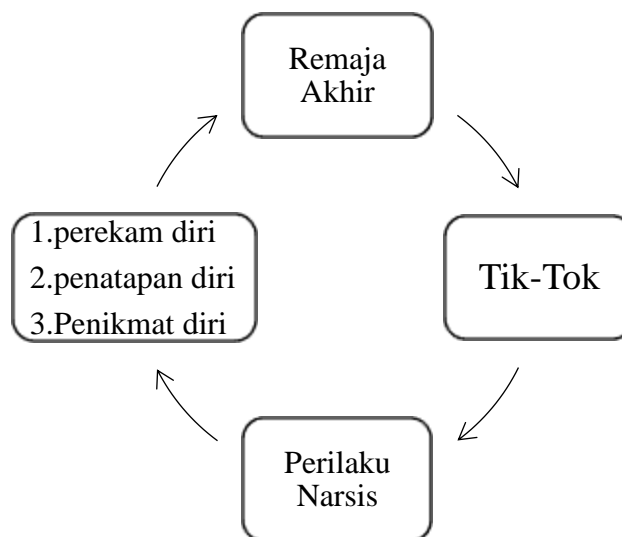 Remaja
Akhir
Tik-Tok
Perilaku
Narsis
1.perekam diri
2.penatapan diri
3.Penikmat diri